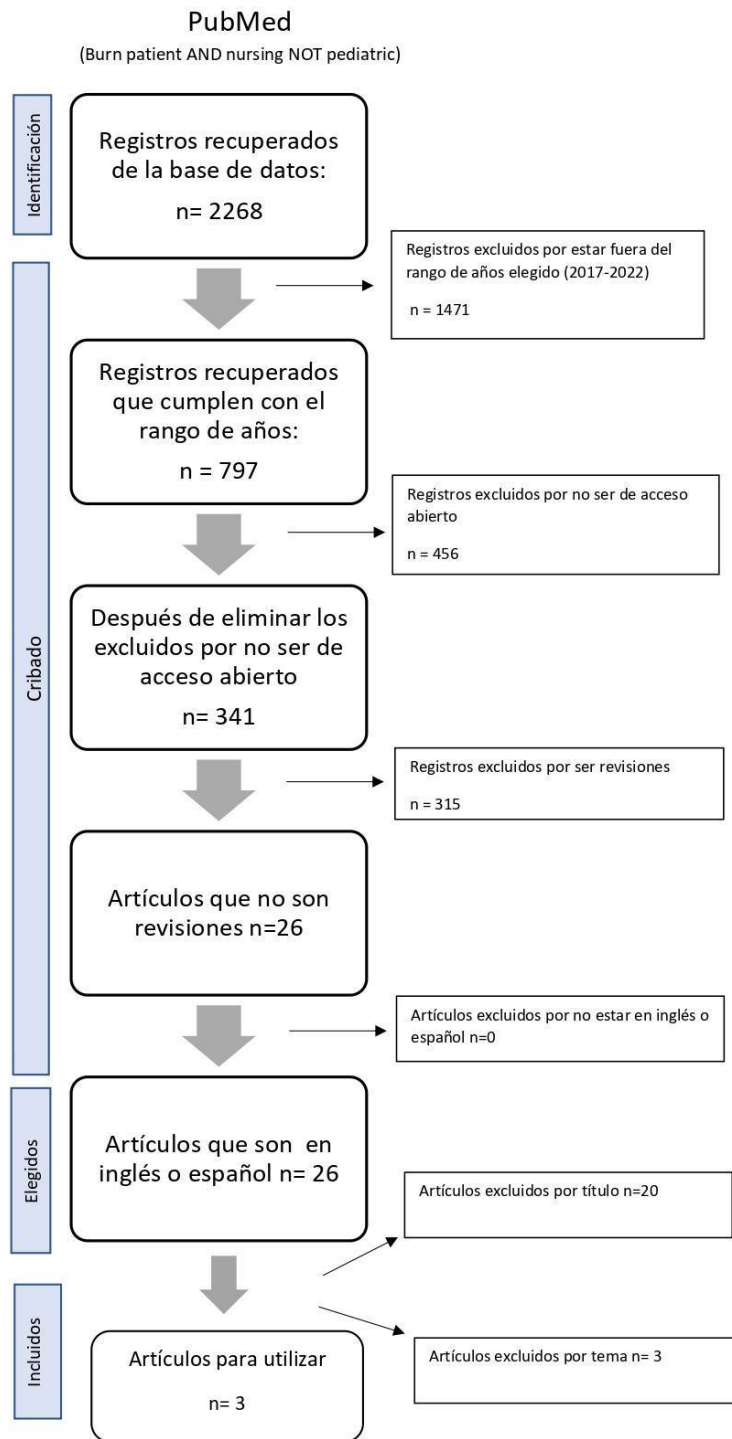 PubMed
(Burn patient AND nursing NOT pediatric)
Identificación
Registros recuperados
de la base de datos:
n= 2268
Registros excluidos por estar fuera del
rango de años elegido (2017-2022)
n = 1471
Cribado
Registros recuperados
que cumplen con el
rango de años:
n = 797
Registros excluidos por no ser de acceso
abierto
n = 456
Después de eliminar los
excluidos por no ser de
acceso abierto
n= 341
Registros excluidos por ser revisiones
n = 315
Artículos que no son
revisiones n=26
Artículos excluidos por no estar en inglés o
español n=0
Elegidos
Artículos que son en
inglés o español n= 26
Artículos excluidos por título n=20
Incluidos
Artículos para utilizar
n= 3
Artículos excluidos por tema n= 3